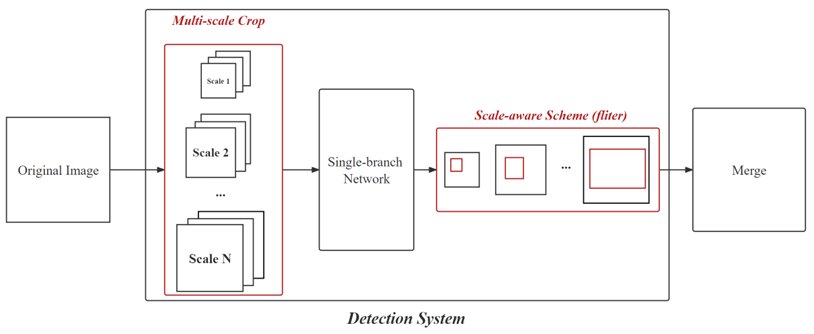 Multi-scale Crop
Scale 1
Scale 2
...
Scale N
Original Image
Single-branch
Network
Scale-aware Scheme (fliter)
...
Merge
Detection System